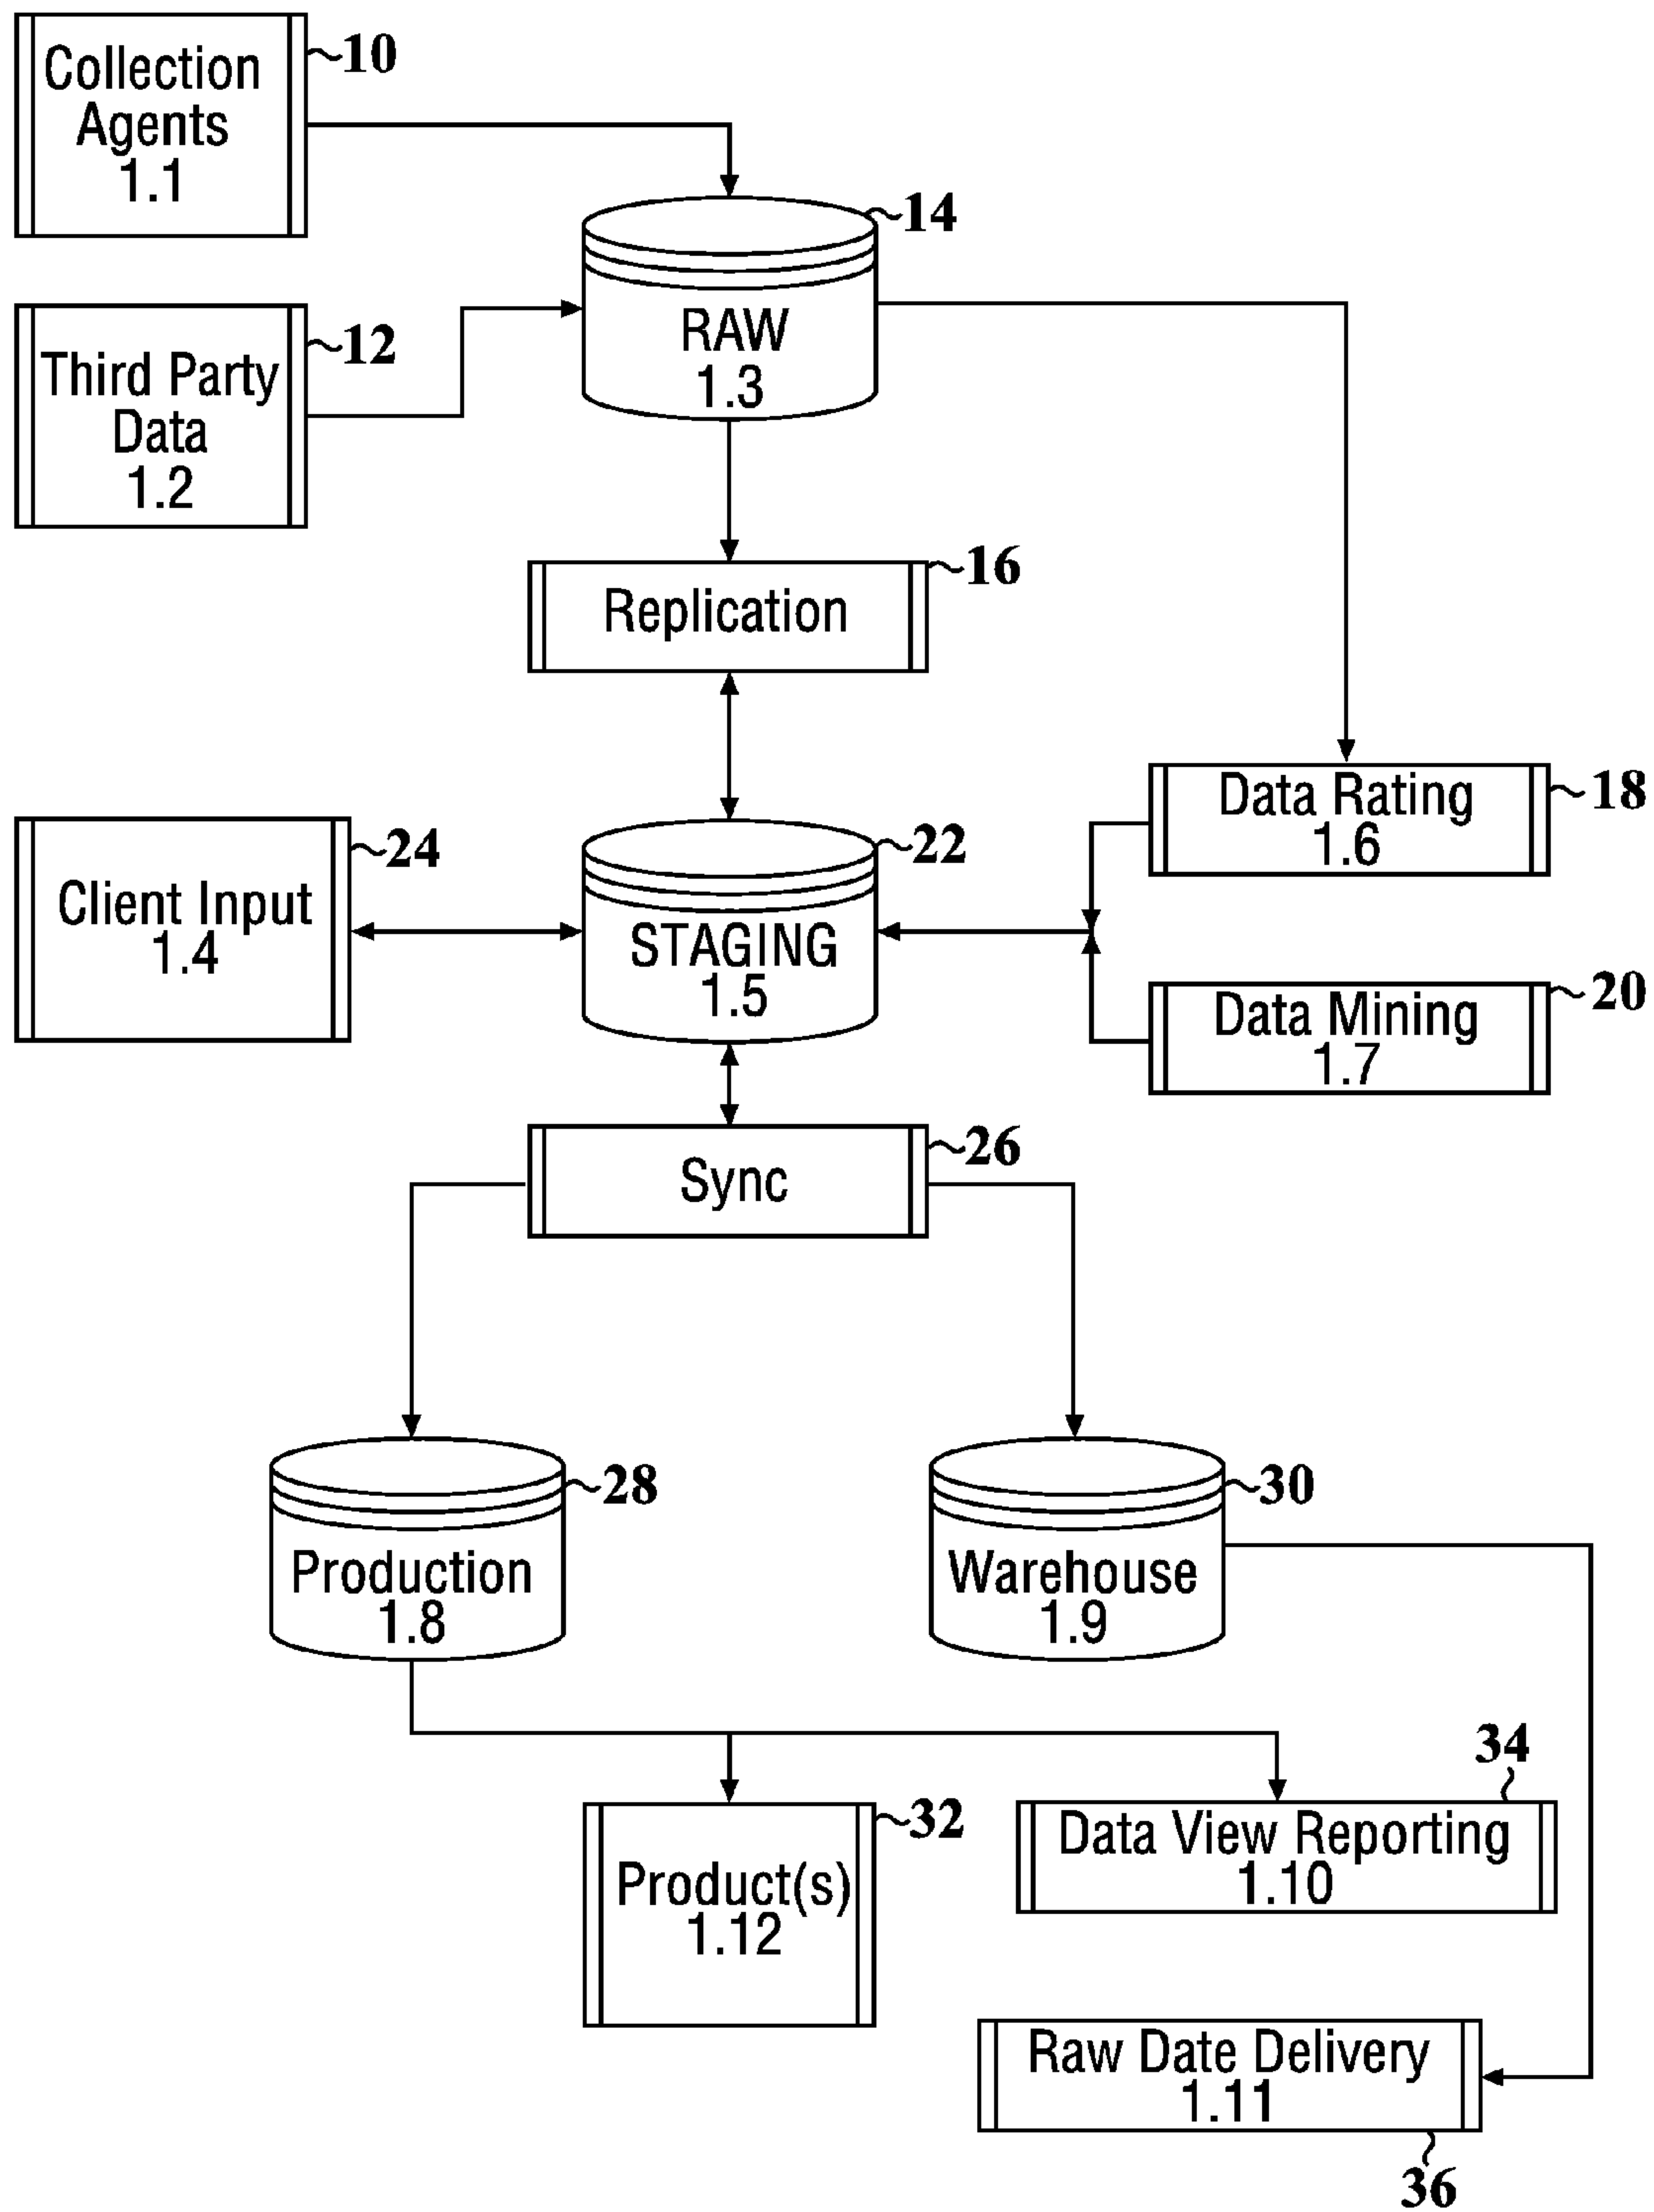 Collection
Agents
1.1
10
14
RAW
1.3
Third Party
Data
1.2
12
Replication
16
Data Rating
1.6
18
Client Input
1.4
24
STAGING
1.5
22
Data Mining
1.7
20
Sync
26
Production
1.8
28
Warehouse
1.9
30
Product(s)
1.12
32
34
Data View Reporting
1.10
Raw Date Delivery
1.11
36